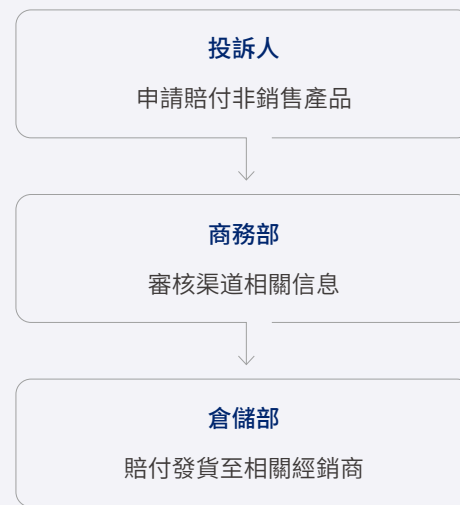 投訴人
申請賠付非銷售產品
商務部
審核渠道相關信息
倉儲部
賠付發貨至相關經銷商